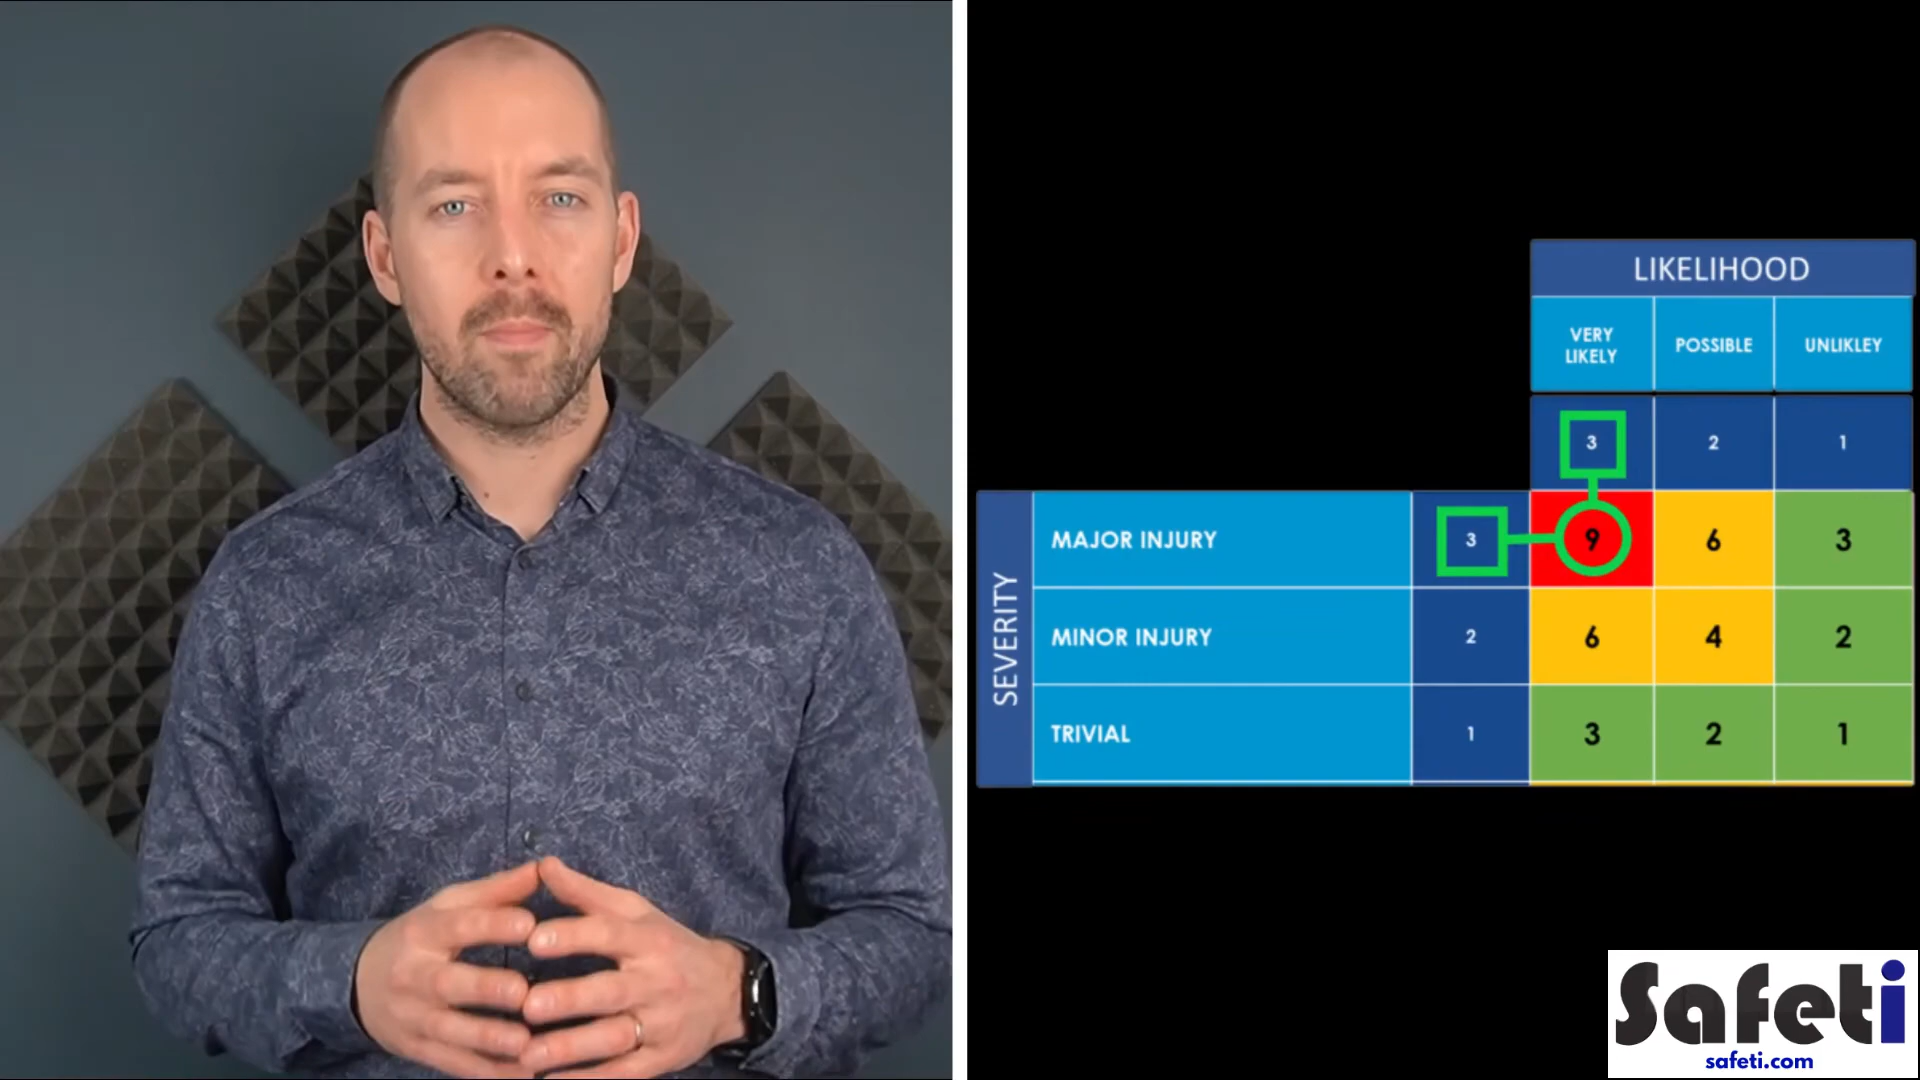 LIKELIHOOD
VERY
LIKELY
POSSIBLE
UNLIKLEY
3
2
1
SEVERITY
MAJOR INJURY
3
9
6
3
MINOR INJURY
2
6
4
2
TRIVIAL
1
3
2
1
Safeti
safeti.com